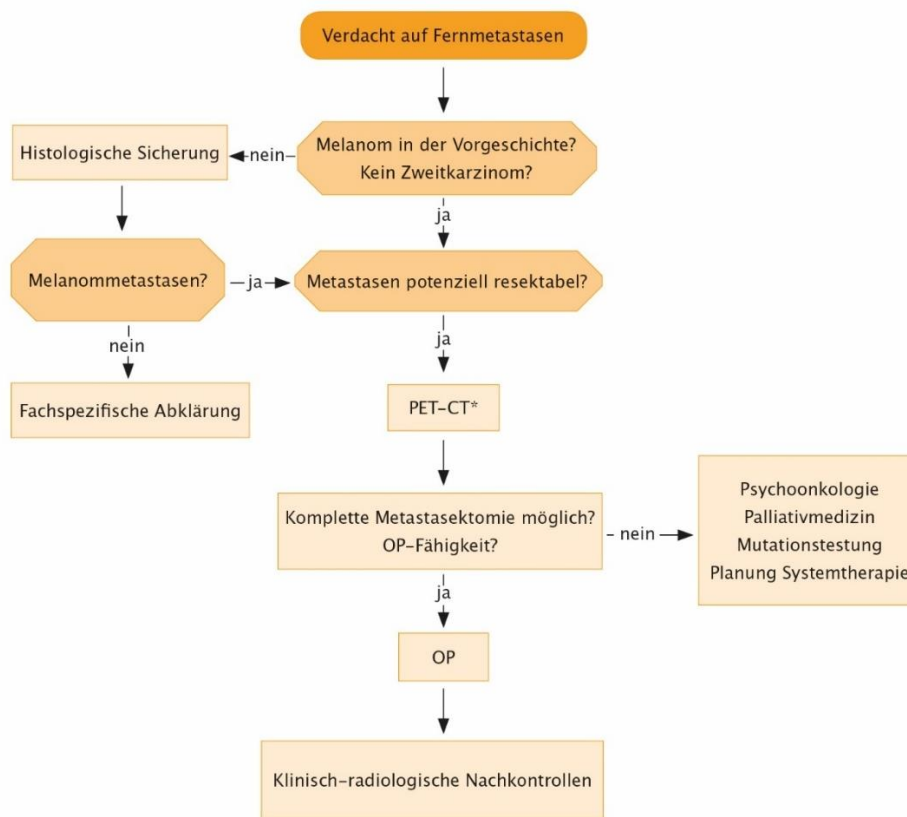 Verdacht auf Fernmetastasen
Melanom in der Vorgeschichte?
Kein Zweitkarzinom?
nein
Histologische Sicherung
ja
Melanommetastasen?
ja
Metastasen potenziell resektabel?
nein
ja
Fachspezifische Abklärung
PET-CT*
Komplette Metastasektomie möglich?
OP-Fähigkeit?
nein
Psychoonkologie
Palliativmedizin
Mutationstestung
Planung Systemtherapie
ja
OP
Klinisch-radiologische Nachkontrollen